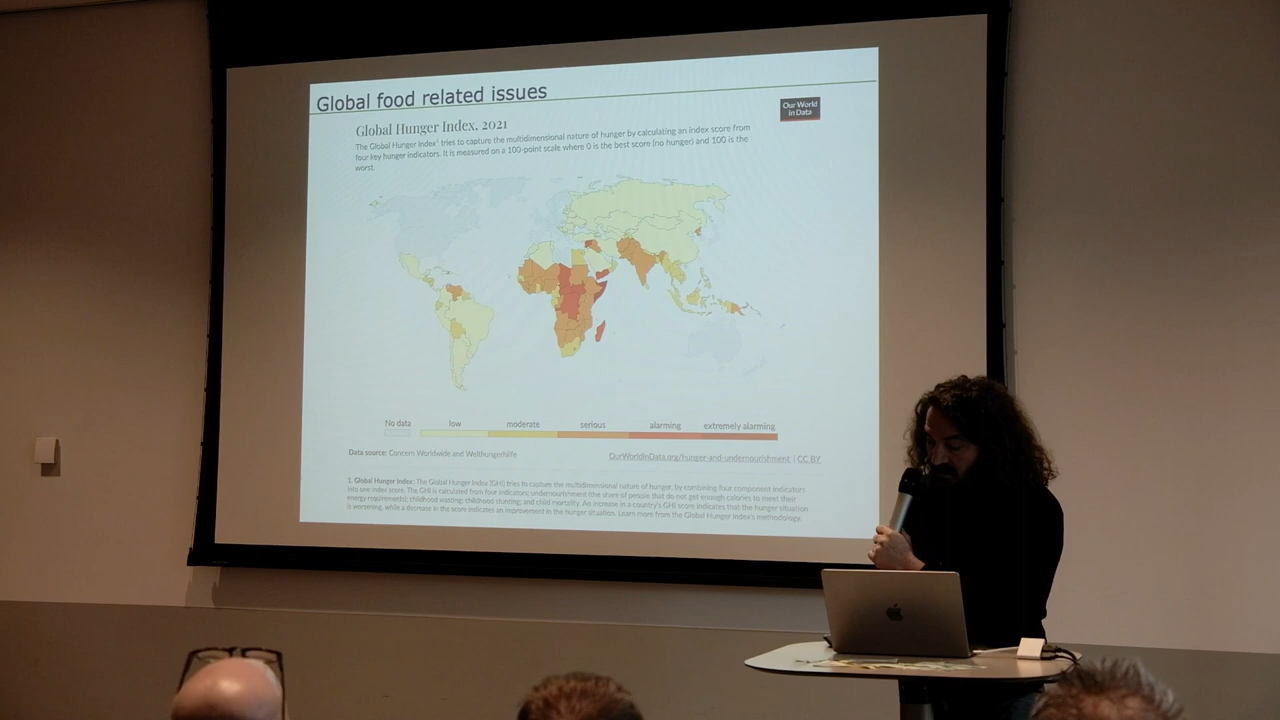 Global food related issues
Global Hunger Index, 2021
Our World
in Data
The Global Hunger Index¹ tries to capture the multidimensional nature of hunger by calculating an index score from
four key hunger indicators. It is measured on a 100-point scale where 0 is the best score (no hunger) and 100 is the
worst.
No data
low
moderate
serious
alarming
extremely alarming
Data source: Concern Worldwide and Welthungerhilfe
OurWorldinData.org/hunger-and-undernourishment | CC BY
1. Global Hunger Index: The Global Hunger Index (GHI) tries to capture the multidimensional nature of hunger, by combining four component indicators
into one index score. The GHI is calculated from four indicators: undernourishment (the share of people that do not get enough calories to meet their
energy requirements); childhood wasting; childhood stunting; and child mortality. An increase in a country's GHI score indicates that the hunger situation
is worsening, while a decrease in the score indicates an improvement in the hunger situation. Learn more from the Global Hunger Index's methodology.